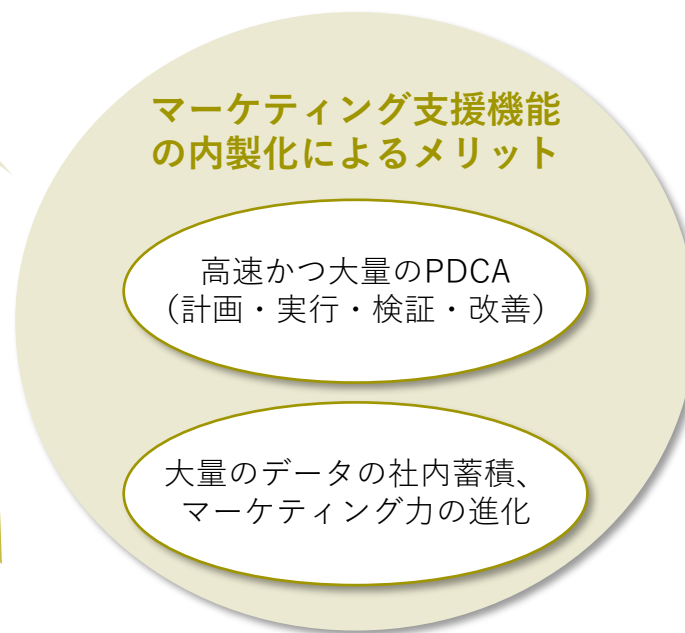 マーケティング支援機能
の内製化によるメリット
高速かつ大量のPDCA
（計画・実行・検証・改善）
大量のデータの社内蓄積、
マーケティング力の進化